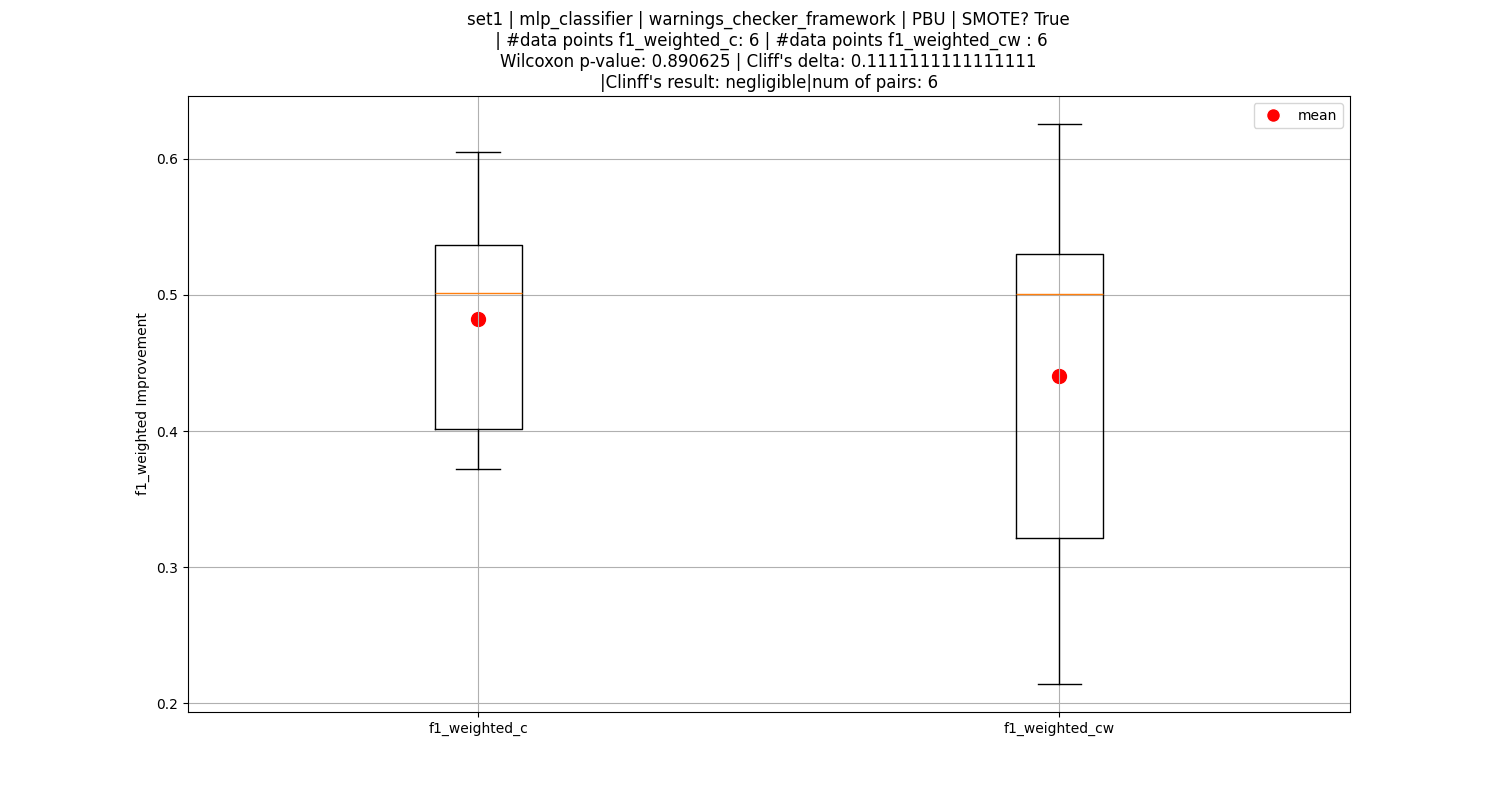 set1 | mlp_classifier | warnings_checker_framework | PBU | SMOTE? True
| #data points f1_weighted_c: 6 | #data points f1_weighted_cw : 6
Wilcoxon p-value: 0.890625 | Cliff's delta: 0.1111111111111111
|Clinff's result: negligible|num of pairs: 6
mean
0.6
0.5
0.4
0.3
0.2
f1_weighted Improvement
f1_weighted_c
f1_weighted_cw